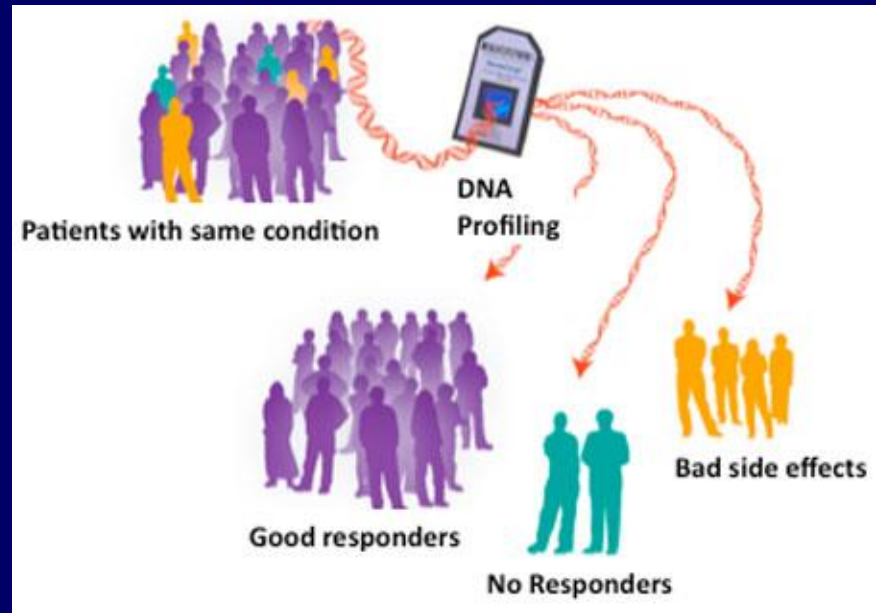 Patients with same condition
DNA
Profiling
Good responders
No Responders
Bad side effects